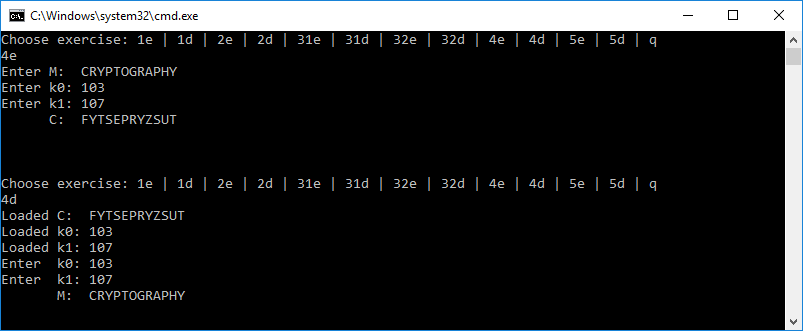 C:\Windows\system32\cmd.exe
Choose exercise: 1e | 1d | 2e | 2d | 31e | 31d | 32e | 32d | 4e | 4d | 5e | 5d | q
4e
Enter M:  CRYPTOGRAPHY
Enter k0: 103
Enter k1: 107
      C:  FYTSEPRYZSUT
Choose exercise: 1e | 1d | 2e | 2d | 31e | 31d | 32e | 32d | 4e | 4d | 5e | 5d | q
4d
Loaded C:  FYTSEPRYZSUT
Loaded k0: 103
Loaded k1: 107
Enter  k0: 103
Enter  k1: 107
       M:  CRYPTOGRAPHY